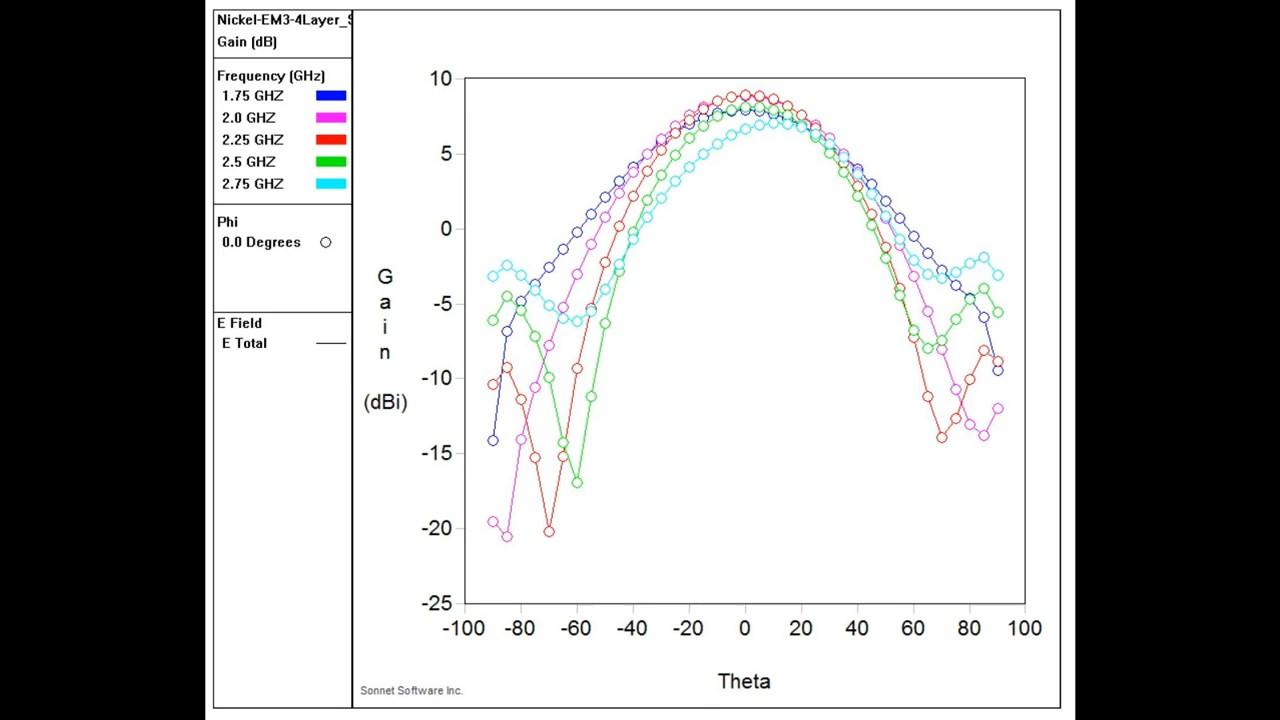 Nickel-EM3-4Layer_S
Gain (dB)
Frequency (GHz)
1.75 GHZ
2.0 GHZ
2.25 GHZ
2.5 GHZ
2.75 GHZ
Phi
0.0 Degrees
E Field
E Total
10
5
0
-5
-10
-15
-20
-25
Gain
(dBi)
-100 -80 -60 -40 -20 0 20 40 60 80 100
Theta
Sonnet Software Inc.